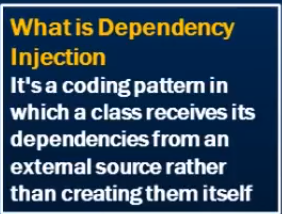 What is Dependency
Injection
It's a coding pattern in
which a class receives its
dependencies from an
external source rather
than creating them itself